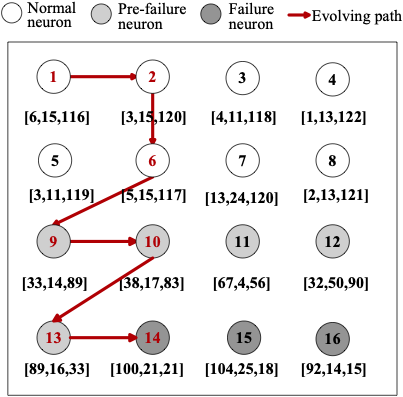 Normal neuron
Pre-failure neuron
Failure neuron
Evolving path
1 2 3 4
[6,15,116] [3,15,120] [4,11,118] [1,13,122]
5 6 7 8
[3,11,119] [5,15,117] [13,24,120] [2,13,121]
9 10 11 12
[33,14,89] [38,17,83] [67,4,56] [32,50,90]
13 14 15 16
[89,16,33] [100,21,21] [104,25,18] [92,14,15]